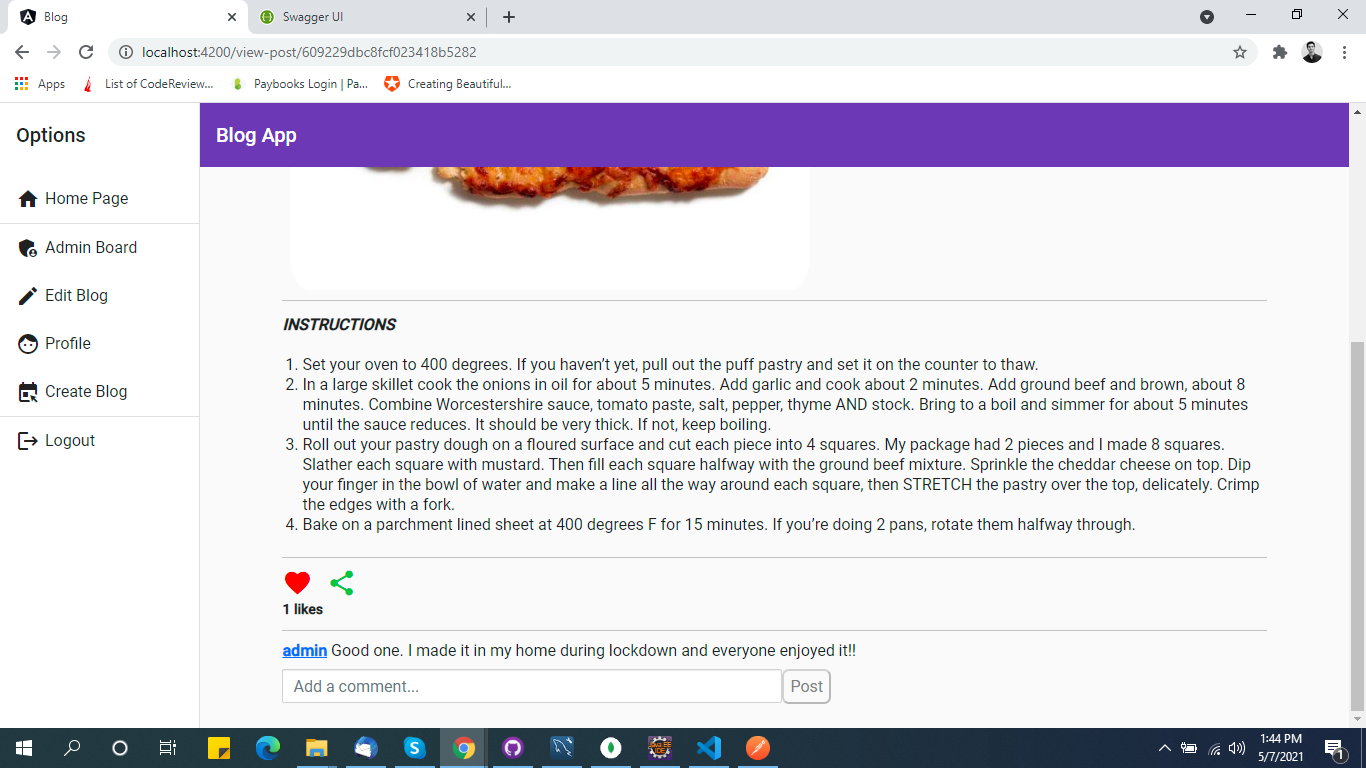 Blog
Swagger UI
localhost:4200/view-post/609229dbc8fcf023418b5282
Apps
List of CodeReview...
Paybooks Login | Pa...
Creating Beautiful...
Options
Blog App
Home Page
Admin Board
Edit Blog
Profile
Create Blog
Logout
INSTRUCTIONS
1. Set your oven to 400 degrees. If you haven’t yet, pull out the puff pastry and set it on the counter to thaw.
2. In a large skillet cook the onions in oil for about 5 minutes. Add garlic and cook about 2 minutes. Add ground beef and brown, about 8
minutes. Combine Worcestershire sauce, tomato paste, salt, pepper, thyme AND stock. Bring to a boil and simmer for about 5 minutes
until the sauce reduces. It should be very thick. If not, keep boiling.
3. Roll out your pastry dough on a floured surface and cut each piece into 4 squares. My package had 2 pieces and I made 8 squares.
Slather each square with mustard. Then fill each square halfway with the ground beef mixture. Sprinkle the cheddar cheese on top. Dip
your finger in the bowl of water and make a line all the way around each square, then STRETCH the pastry over the top, delicately. Crimp
the edges with a fork.
4. Bake on a parchment lined sheet at 400 degrees F for 15 minutes. If you’re doing 2 pans, rotate them halfway through.
1 likes
admin Good one. I made it in my home during lockdown and everyone enjoyed it!!
Add a comment...
Post
1:44 PM
5/7/2021
1